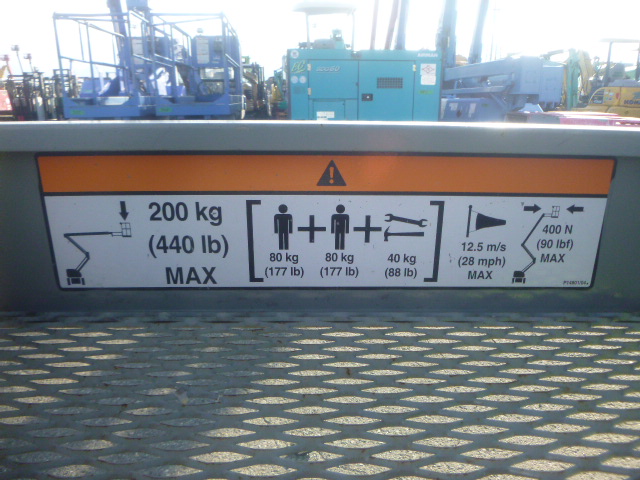 200 kg
(440 lb)
MAX
80 kg
(177 lb)
80 kg
(177 lb)
40 kg
(88 lb)
12.5 m/s
(28 mph)
MAX
400 N
(90 lbf)
MAX